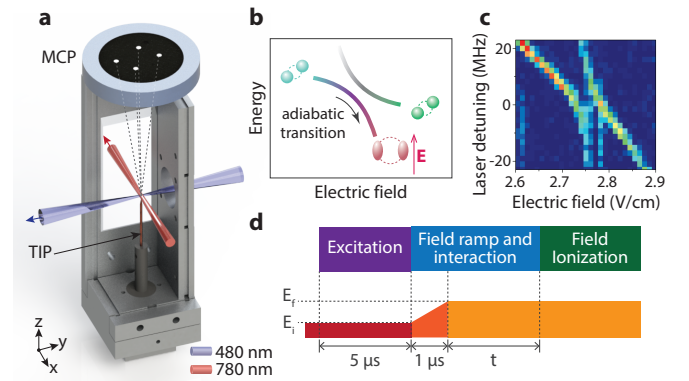 a
MCP
TIP
z
y
x
480 nm
780 nm
b
Energy
adiabatic
transition
E
Electric field
c
Laser detuning (MHz)
20
0
-20
2.6
2.7
2.8
2.9
Electric field (V/cm)
d
Excitation
Field ramp and
interaction
Field
Ionization
E_f
E_i
5 µs
1 µs
t